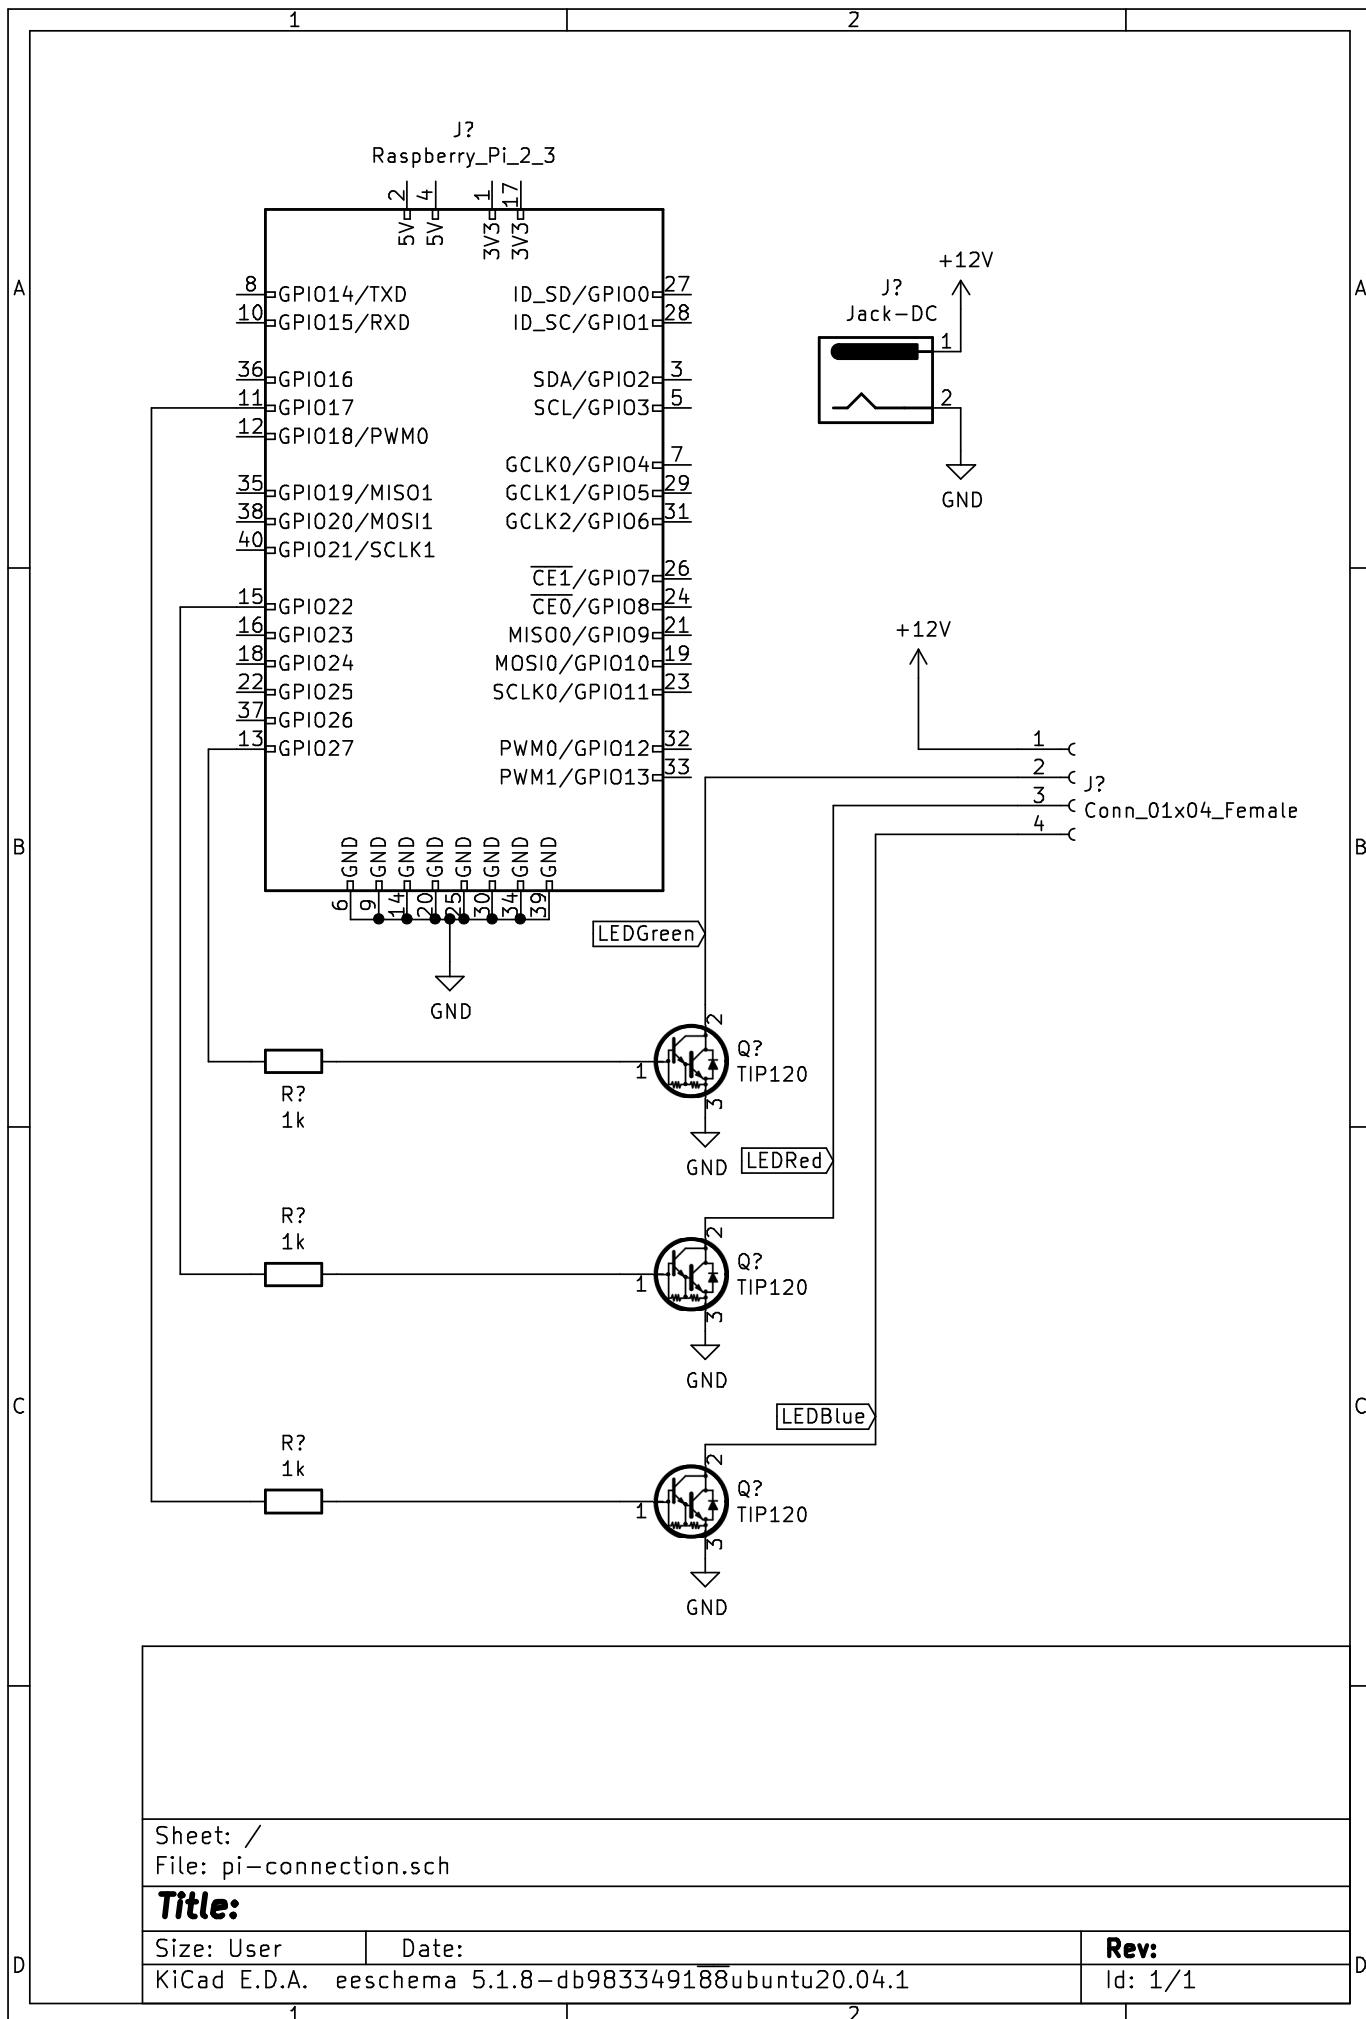 1 2
J?
Raspberry_Pi_2_3
2 4 1 17
5V 5V 3V3 3V3
+12V
A A
8 GPIO14/TXD ID_SD/GPIO0 27
J?
10 GPIO15/RXD ID_SC/GPIO1 28
Jack-DC
1
36 GPIO16 SDA/GPIO2 3
11 GPIO17 SCL/GPIO3 5
2
12 GPIO18/PWM0
GCLK0/GPIO4 7
35 GPIO19/MISO1 GCLK1/GPIO5 29
GND
38 GPIO20/MOSI1 GCLK2/GPIO6 31
40 GPIO21/SCLK1
CE1/GPIO7 26
15 GPIO22 CE0/GPIO8 24
16 GPIO23 MISO0/GPIO9 21
+12V
18 GPIO24 MOSI0/GPIO10 19
22 GPIO25 SCLK0/GPIO11 23
37 GPIO26
13 GPIO27 PWM0/GPIO12 32
1
PWM1/GPIO13 33
2
J?
3
Conn_01x04_Female
4
B B
GND GND GND GND GND GND GND GND
6 9 14 20 25 30 34 39
LEDGreen
GND
2
Q?
1
TIP120
R?
1k
3
GND
LEDRed
R?
1k
2
Q?
1
TIP120
3
GND
C C
LEDBlue
R?
1k
2
Q?
1
TIP120
3
GND
Sheet: /
File: pi-connection.sch
Title:
Size: User Date: Rev:
D D
KiCad E.D.A. eeschema 5.1.8-db9833491​88ubuntu20.04.1 Id: 1/1
1 2